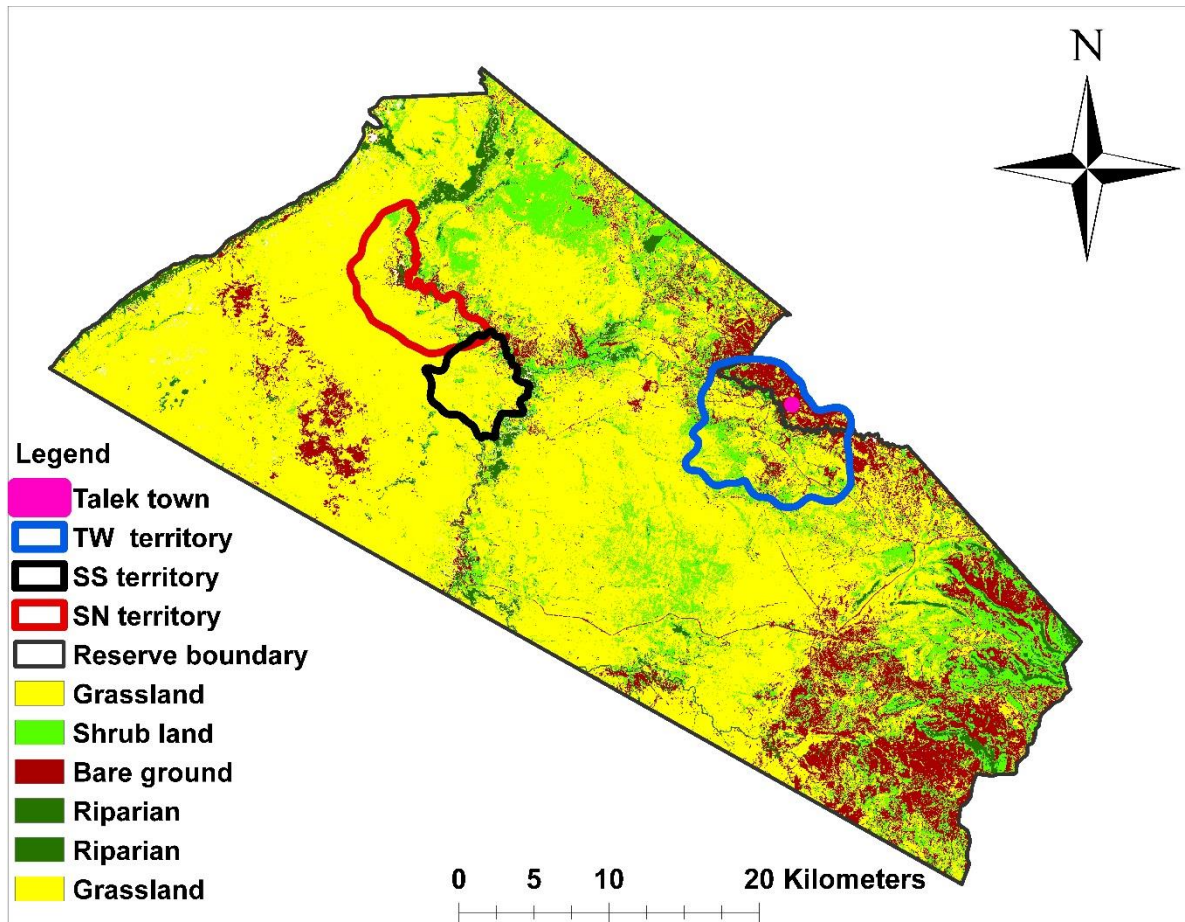 N
Legend
Talek town
TW territory
SS territory
SN territory
Reserve boundary
Grassland
Shrub land
Bare ground
Riparian
Riparian
Grassland
0 5 10 20 Kilometers